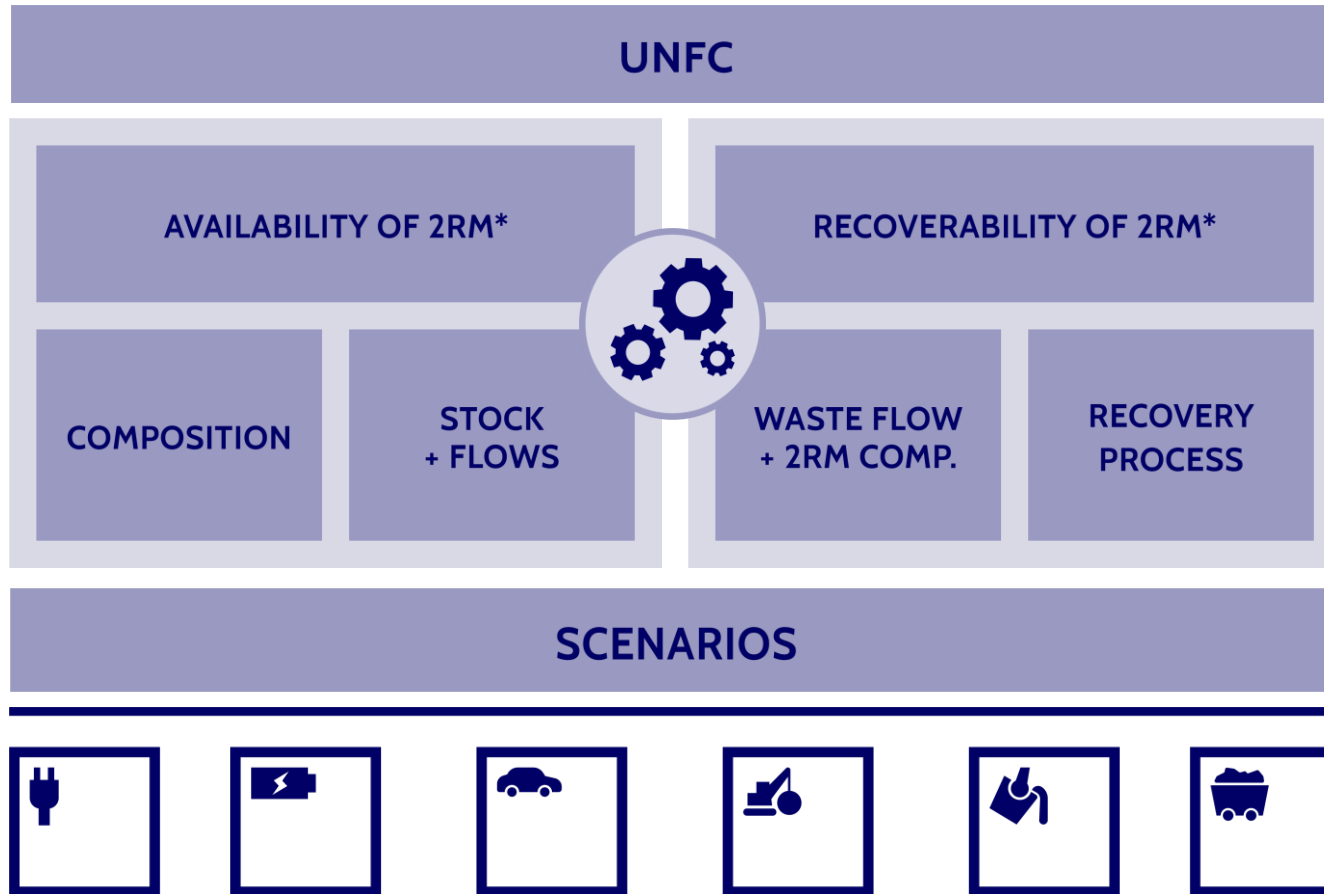 UNFC
AVAILABILITY OF 2RM*
RECOVERABILITY OF 2RM*
COMPOSITION
STOCK
+ FLOWS
WASTE FLOW
+ 2RM COMP.
RECOVERY
PROCESS
SCENARIOS